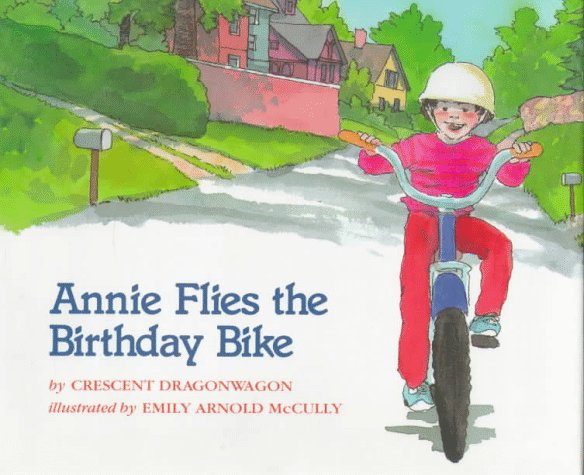 Annie Flies the
Birthday Bike
by CRESCENT DRAGONWAGON
illustrated by EMILY ARNOLD McCULLY